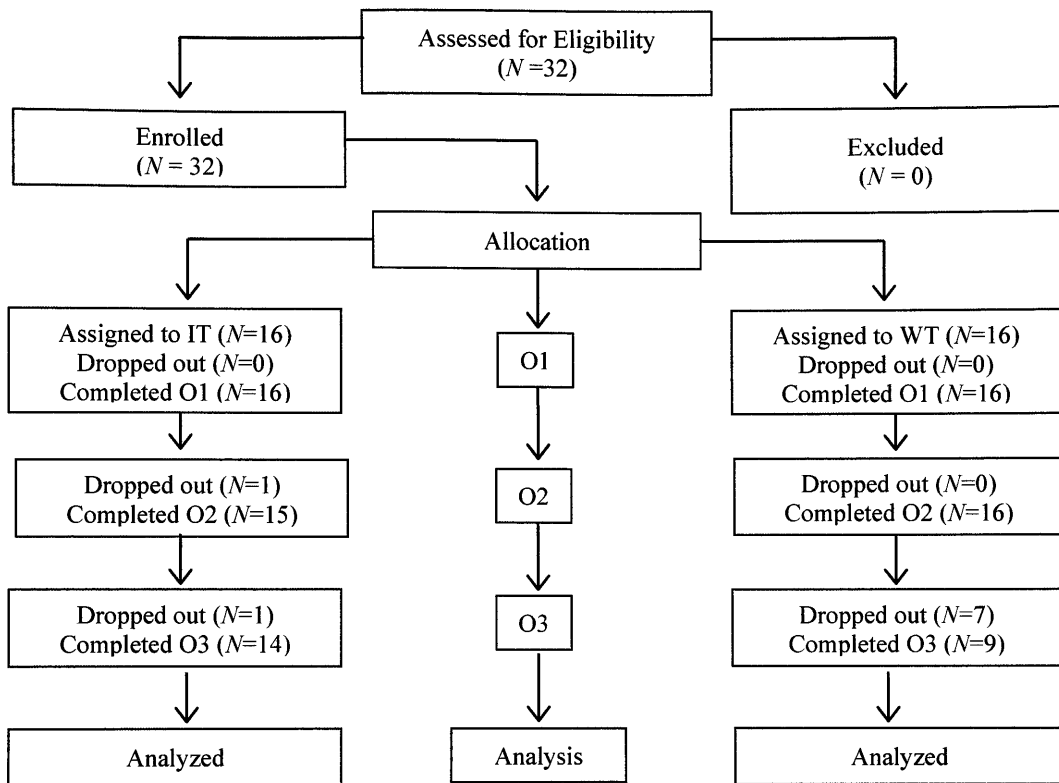 Assessed for Eligibility
(N =32)
Enrolled
(N = 32)
Excluded
(N = 0)
Allocation
Assigned to IT (N=16)
Dropped out (N=0)
Completed O1 (N=16)
O1
Assigned to WT (N=16)
Dropped out (N=0)
Completed O1 (N=16)
Dropped out (N=1)
Completed O2 (N=15)
O2
Dropped out (N=0)
Completed O2 (N=16)
Dropped out (N=1)
Completed O3 (N=14)
O3
Dropped out (N=7)
Completed O3 (N=9)
Analyzed
Analysis
Analyzed